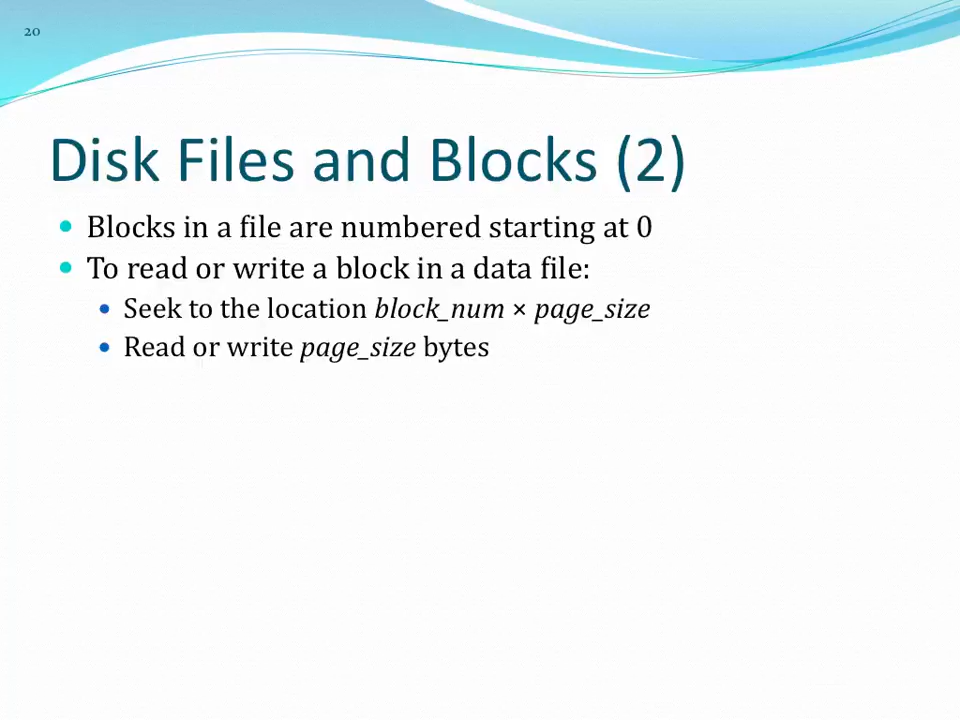 20
Disk Files and Blocks (2)
• Blocks in a file are numbered starting at 0
• To read or write a block in a data file:
• Seek to the location block_num × page_size
• Read or write page_size bytes